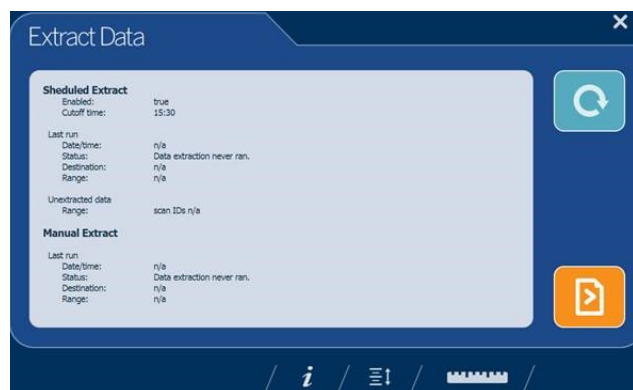 Extract Data
Sheduled Extract
Enabled: true
Cutoff time: 15:30
Last run
Date/time: n/a
Status: Data extraction never ran.
Destination: n/a
Range: n/a
Unextracted data
Range: scan IDs n/a
Manual Extract
Last run
Date/time: n/a
Status: Data extraction never ran.
Destination: n/a
Range: n/a
i